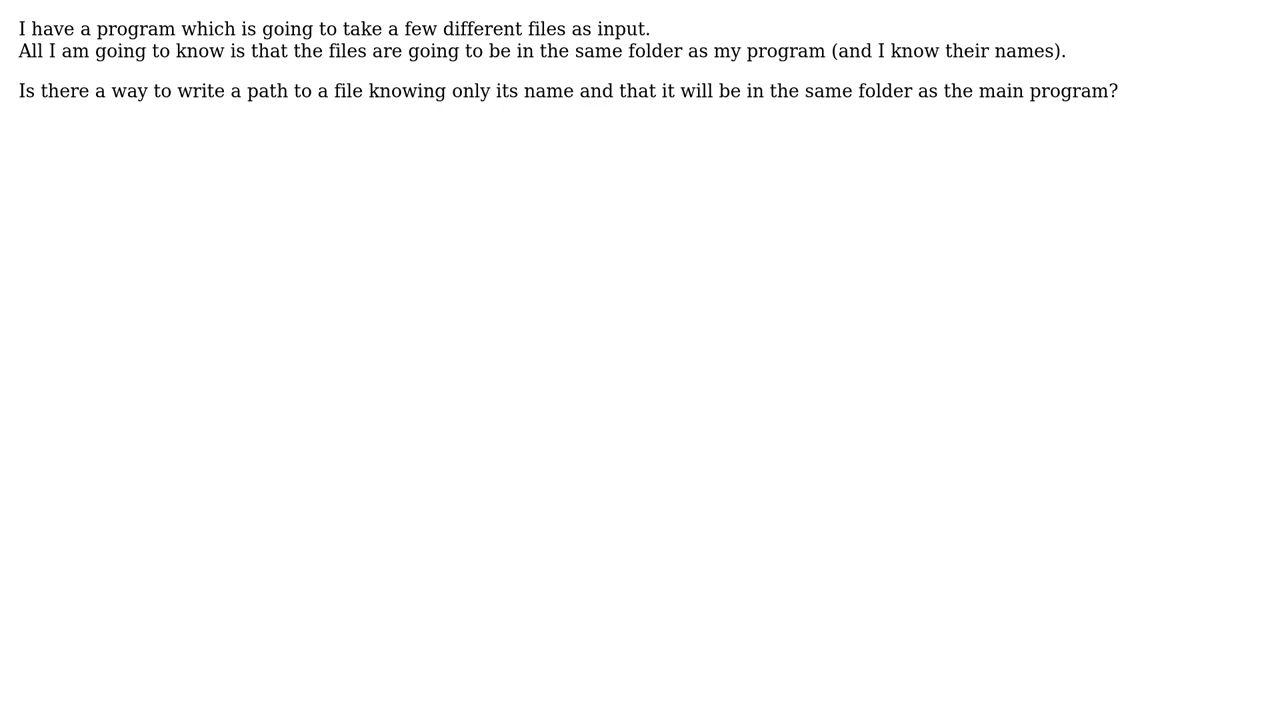 I have a program which is going to take a few different files as input.
All I am going to know is that the files are going to be in the same folder as my program (and I know their names).
Is there a way to write a path to a file knowing only its name and that it will be in the same folder as the main program?